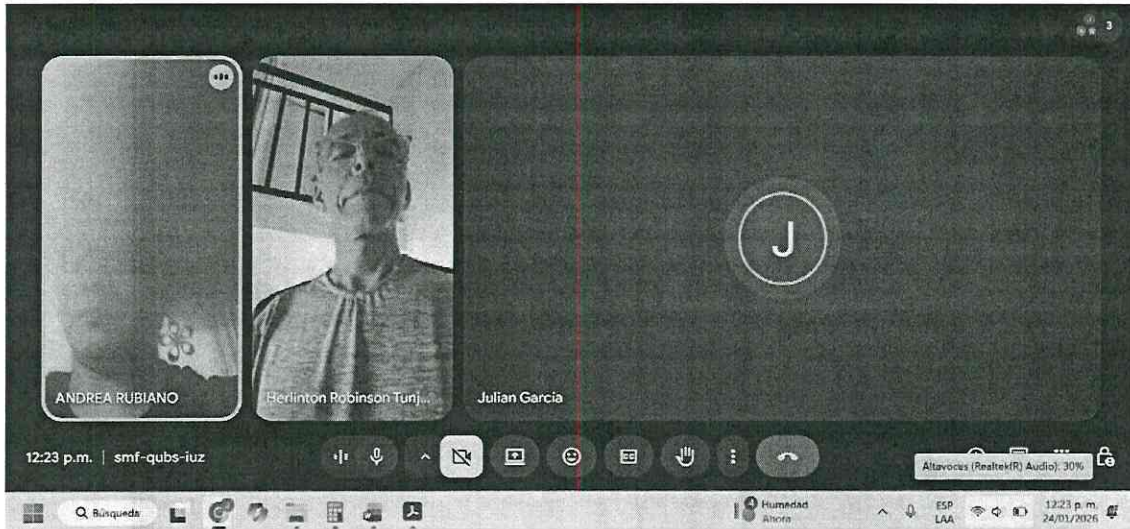 3
ANDREA RUBIANO
Herlinton Robinson Tunj...
J
Julian Garcia
12:23 p.m. | smf-qubs-iuz
Altavoces (Realtek(R) Audio): 30%
Búsqueda
Humedad
Ahora
ESP
LAA
12:23 p. m.
24/01/2026